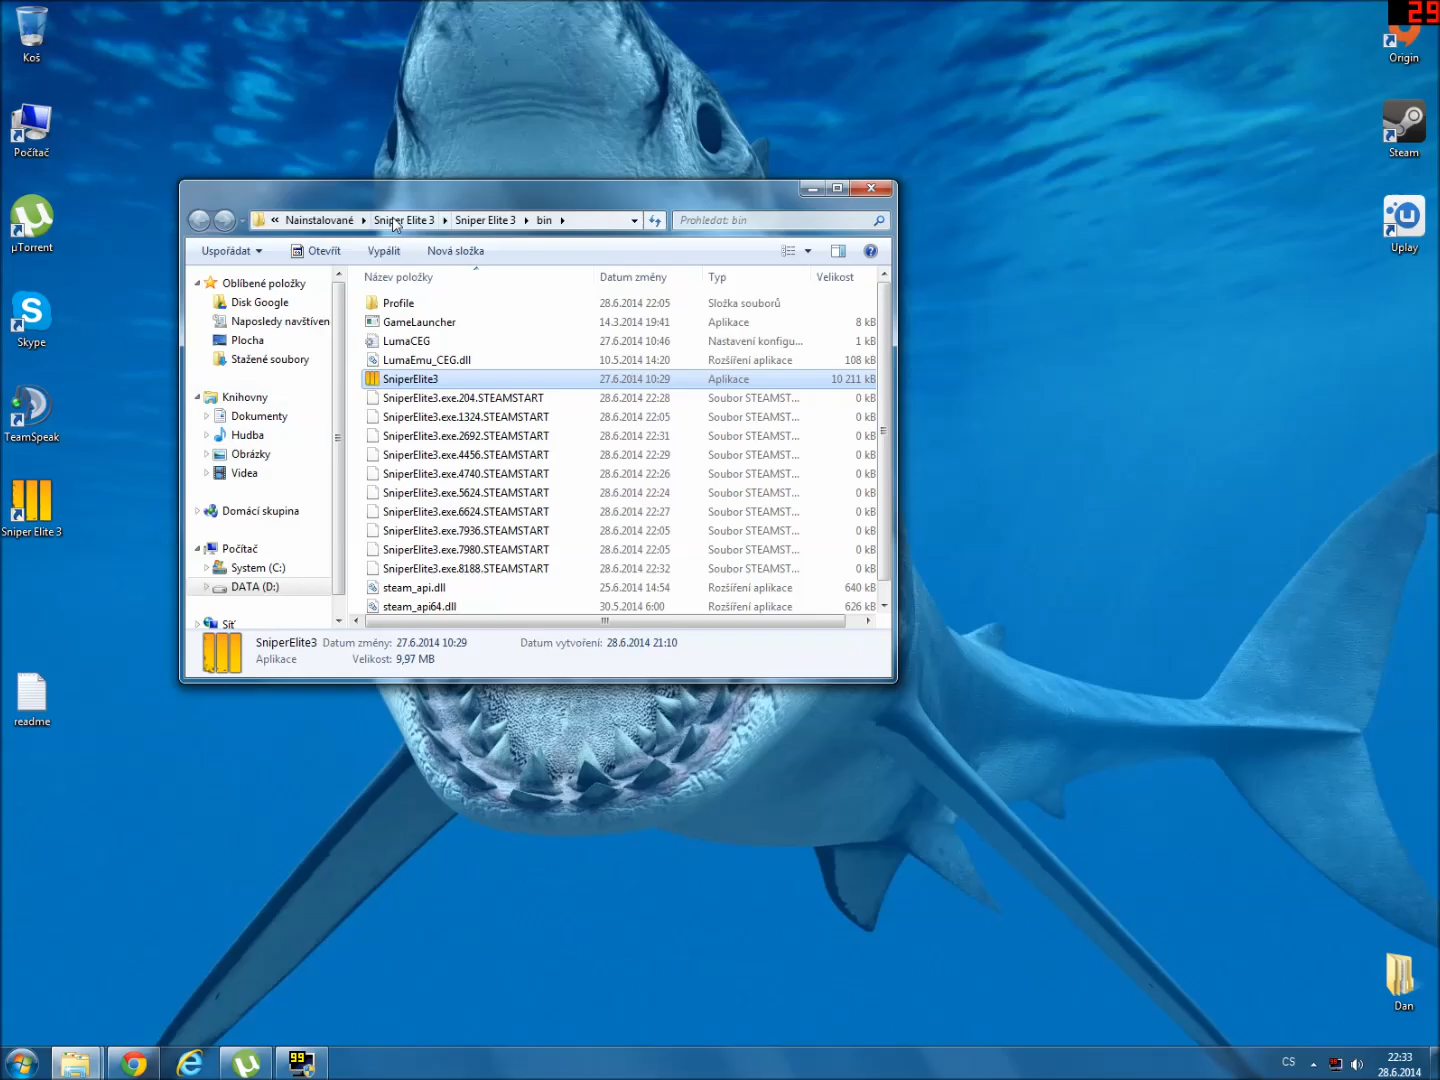 29
Koš
Počítač
µTorrent
Skype
TeamSpeak
Sniper Elite 3
readme
Origin
Steam
Uplay
Dan
« Nainstalované Sniper Elite 3 Sniper Elite 3 bin
Prohledat: bin
Uspořádat Otevřít Vypálit Nová složka
Oblíbené položky
Disk Google
Naposledy navštíven
Plocha
Stažené soubory
Knihovny
Dokumenty
Hudba
Obrázky
Videa
Domácí skupina
Počítač
System (C:)
DATA (D:)
Síť
Název položky Datum změny Typ Velikost
Profile 28.6.2014 22:05 Složka souborů
GameLauncher 14.3.2014 19:41 Aplikace 8 kB
LumaCEG 27.6.2014 10:46 Nastavení konfigu... 1 kB
LumaEmu_CEG.dll 10.5.2014 14:20 Rozšíření aplikace 108 kB
SniperElite3 27.6.2014 10:29 Aplikace 10 211 kB
SniperElite3.exe.204.STEAMSTART 28.6.2014 22:28 Soubor STEAMST... 0 kB
SniperElite3.exe.1324.STEAMSTART 28.6.2014 22:05 Soubor STEAMST... 0 kB
SniperElite3.exe.2692.STEAMSTART 28.6.2014 22:31 Soubor STEAMST... 0 kB
SniperElite3.exe.4456.STEAMSTART 28.6.2014 22:29 Soubor STEAMST... 0 kB
SniperElite3.exe.4740.STEAMSTART 28.6.2014 22:26 Soubor STEAMST... 0 kB
SniperElite3.exe.5624.STEAMSTART 28.6.2014 22:24 Soubor STEAMST... 0 kB
SniperElite3.exe.6624.STEAMSTART 28.6.2014 22:27 Soubor STEAMST... 0 kB
SniperElite3.exe.7936.STEAMSTART 28.6.2014 22:05 Soubor STEAMST... 0 kB
SniperElite3.exe.7980.STEAMSTART 28.6.2014 22:05 Soubor STEAMST... 0 kB
SniperElite3.exe.8188.STEAMSTART 28.6.2014 22:32 Soubor STEAMST... 0 kB
steam_api.dll 25.6.2014 14:54 Rozšíření aplikace 640 kB
steam_api64.dll 30.5.2014 6:00 Rozšíření aplikace 626 kB
SniperElite3 Datum změny: 27.6.2014 10:29 Datum vytvoření: 28.6.2014 21:10
Aplikace Velikost: 9,97 MB
99
CS
22:33
28.6.2014